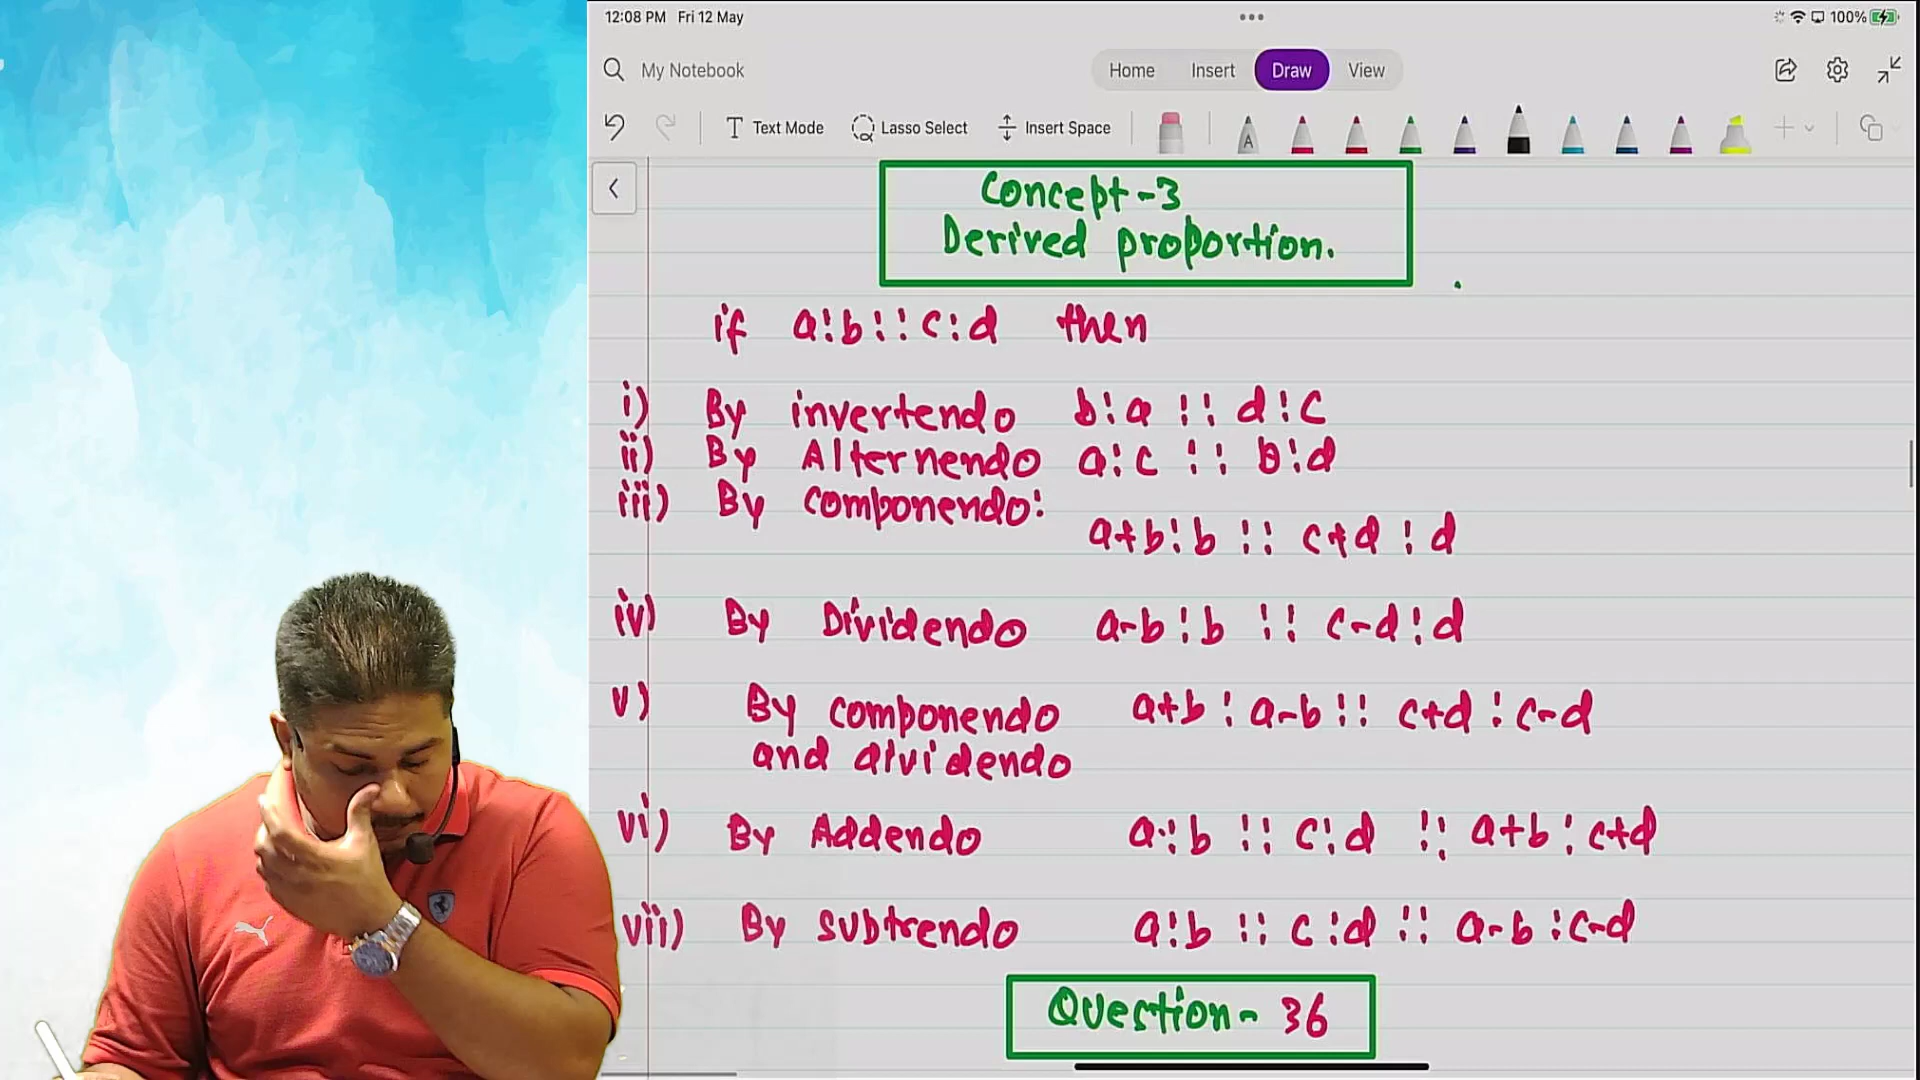 12:08 PM Fri 12 May
100%
My Notebook
Home Insert Draw View
Text Mode Lasso Select Insert Space
A
Concept-3
Derived proportion.
if a:b::c:d then
i) By invertendo b:a :: d:c
ii) By Alternendo a:c :: b:d
iii) By componendo:
a+b:b :: c+d : d
iv) By Dividendo a-b:b :: c-d:d
v) By componendo a+b : a-b :: c+d : c-d
and dividendo
vi) By Addendo a:b :: c:d :: a+b : c+d
vii) By subtrendo a:b :: c:d :: a-b : c-d
Question- 36